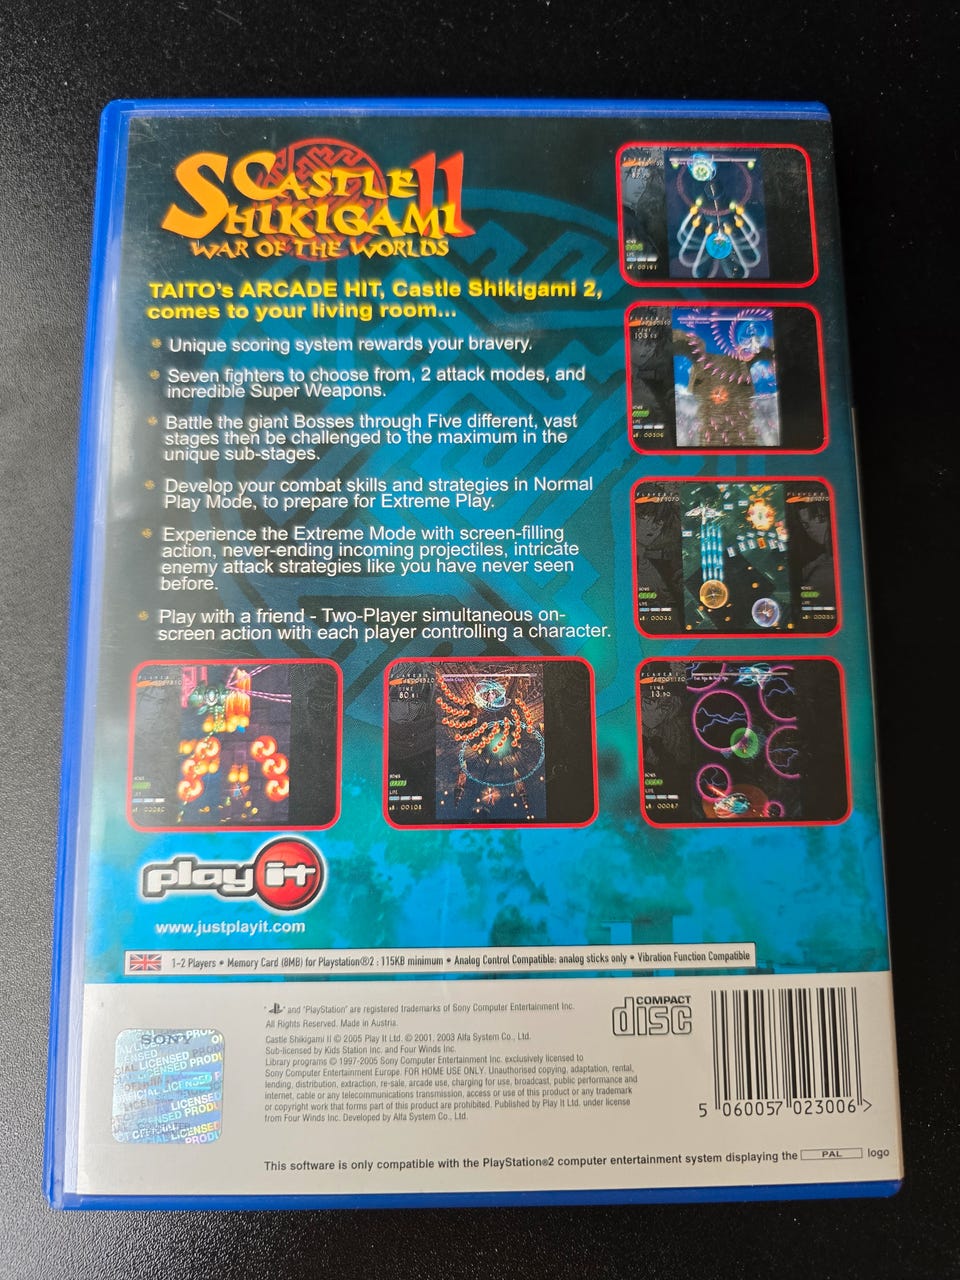 CASTLE
SHIKIGAMI II
WAR OF THE WORLDS
TAITO's ARCADE HIT, Castle Shikigami 2,
comes to your living room...
Unique scoring system rewards your bravery.
Seven fighters to choose from, 2 attack modes, and
incredible Super Weapons.
Battle the giant Bosses through Five different, vast
stages then be challenged to the maximum in the
unique sub-stages.
Develop your combat skills and strategies in Normal
Play Mode, to prepare for Extreme Play.
Experience the Extreme Mode with screen-filling
action, never-ending incoming projectiles, intricate
enemy attack strategies like you have never seen
before.
Play with a friend - Two-Player simultaneous on-
screen action with each player controlling a character.
play it
www.justplayit.com
1-2 Players • Memory Card (8MB) for Playstation®2 : 115KB minimum • Analog Control Compatible: analog sticks only • Vibration Function Compatible
" " and "PlayStation" are registered trademarks of Sony Computer Entertainment Inc.
All Rights Reserved. Made in Austria.
Castle Shikigami II © 2005 Play It Ltd. © 2001, 2003 Alfa System Co., Ltd.
Sub-licensed by Kids Station Inc. and Four Winds Inc.
Library programs © 1997-2005 Sony Computer Entertainment Inc. exclusively licensed to
Sony Computer Entertainment Europe. FOR HOME USE ONLY. Unauthorised copying, adaptation, rental,
lending, distribution, extraction, re-sale, arcade use, charging for use, broadcast, public performance and
internet, cable or any telecommunications transmission, access or use of this product or any trademark
or copyright work that forms part of this product are prohibited. Published by Play It Ltd. under license
from Four Winds Inc. Developed by Alfa System Co., Ltd.
COMPACT
disc
SONY
5 060057 023006 >
This software is only compatible with the PlayStation®2 computer entertainment system displaying the PAL logo